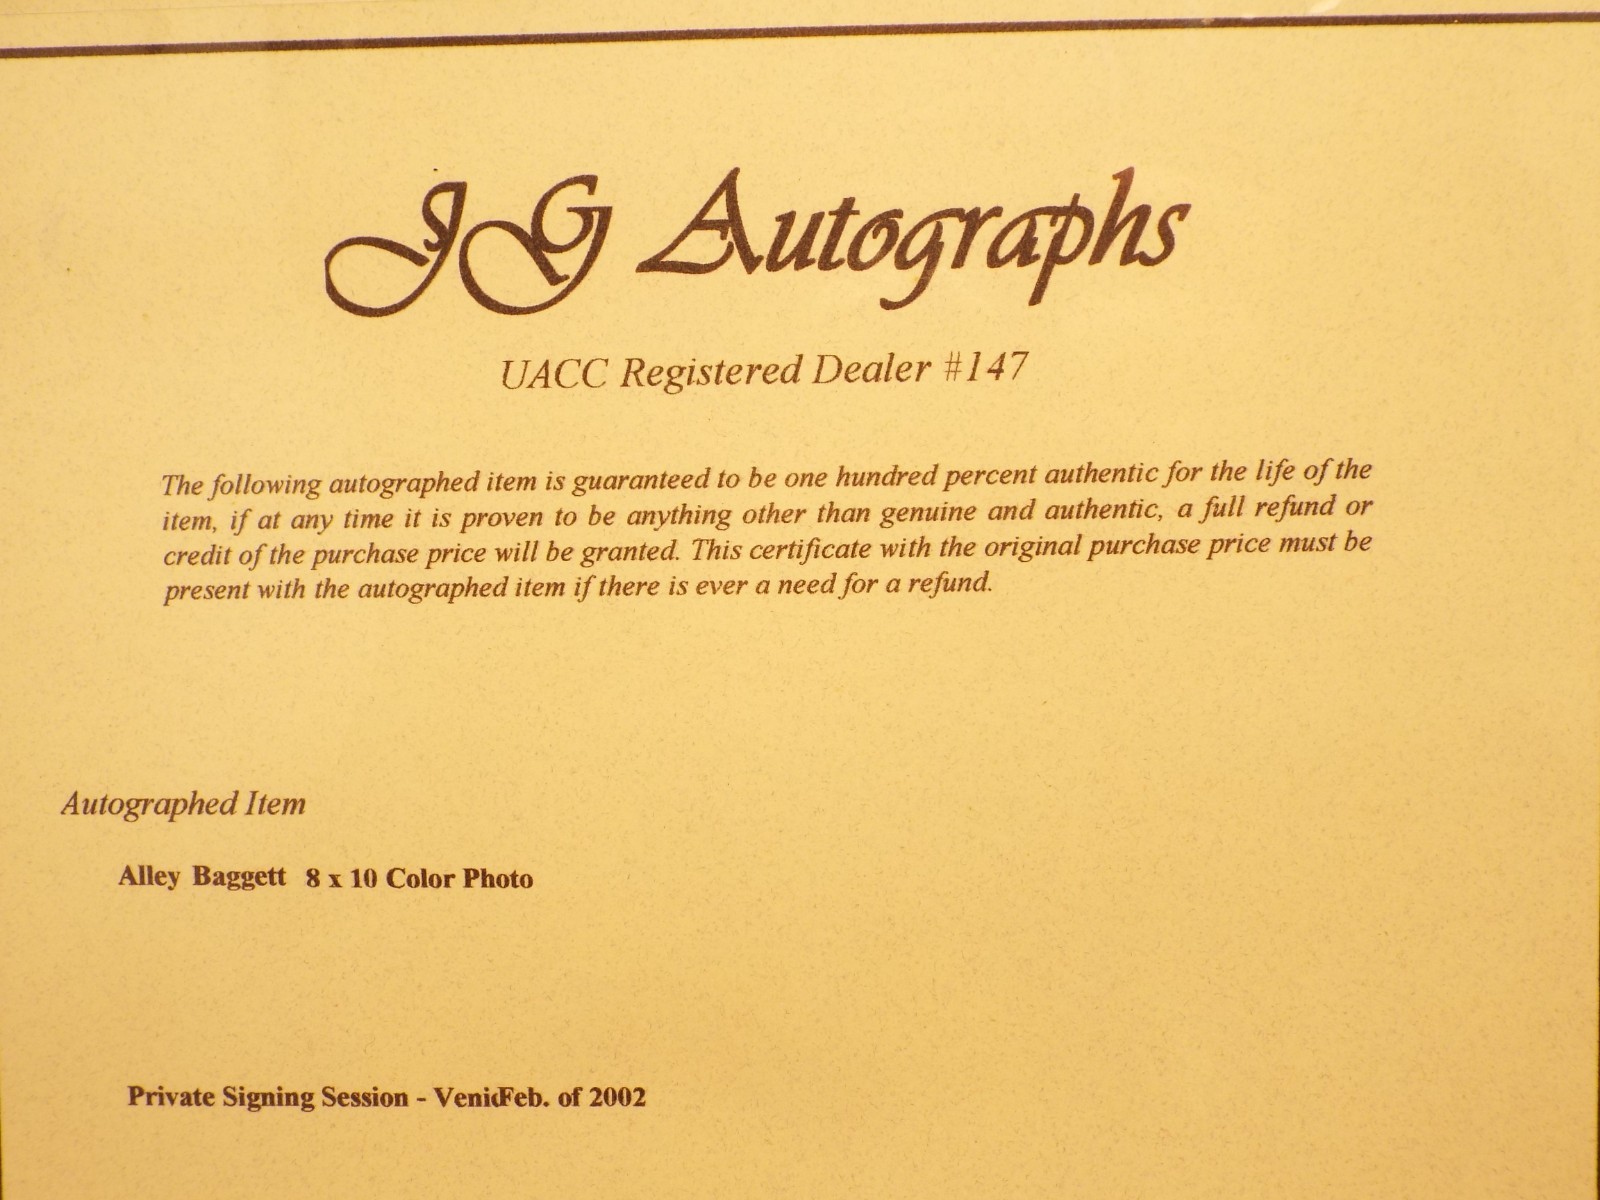 JG Autographs
UACC Registered Dealer #147
The following autographed item is guaranteed to be one hundred percent authentic for the life of the
item, if at any time it is proven to be anything other than genuine and authentic, a full refund or
credit of the purchase price will be granted. This certificate with the original purchase price must be
present with the autographed item if there is ever a need for a refund.
Autographed Item
Alley Baggett 8 x 10 Color Photo
Private Signing Session - Feb. of 2002